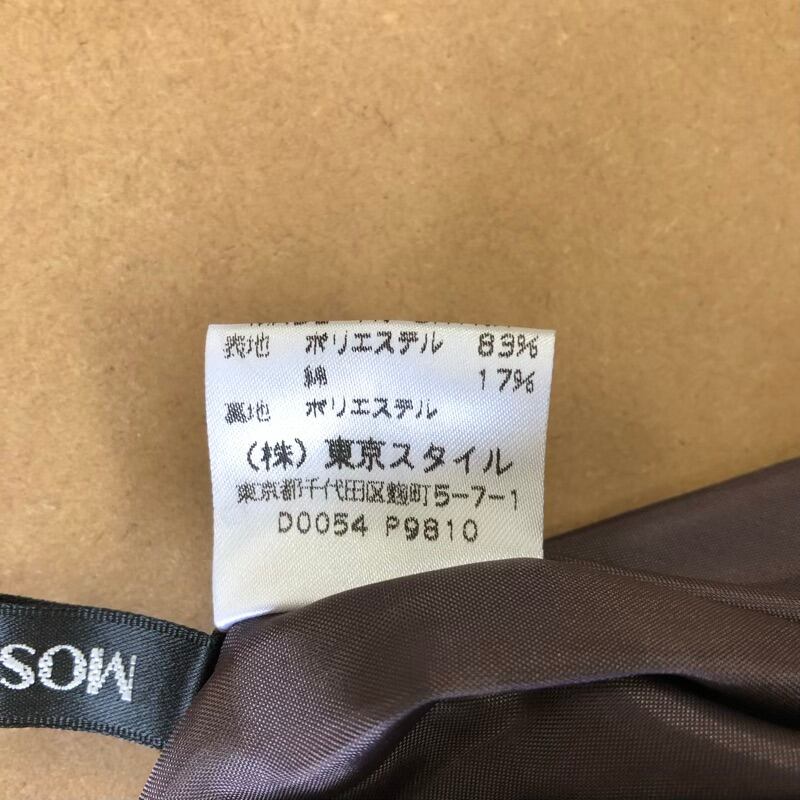 表地 ポリエステル 83%
綿 17%
裏地 ポリエステル
(株)東京スタイル
東京都千代田区麹町5-7-1
D0054 P9810
MOS